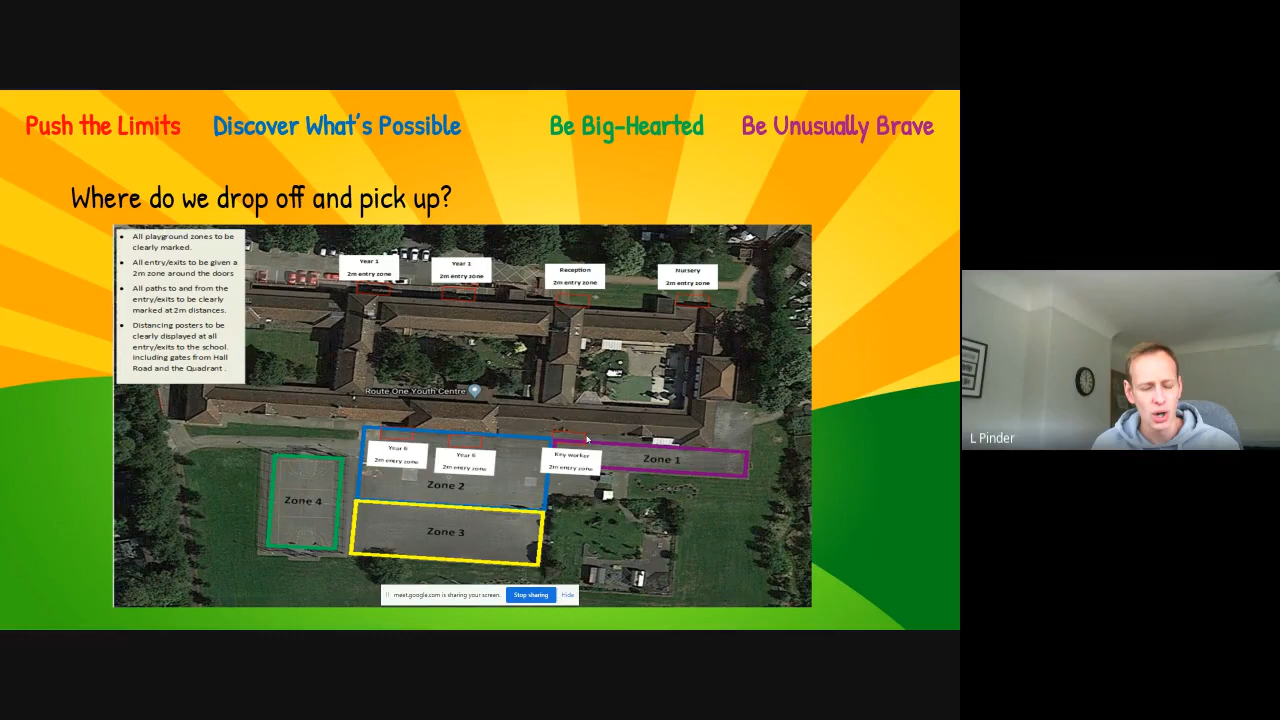 Push the Limits
Discover What's Possible
Be Big-Hearted
Be Unusually Brave
Where do we drop off and pick up?
• All playground zones to be
clearly marked.
• All entry/exits to be given a
2m zone around the doors
• All paths to and from the
entry/exits to be clearly
marked at 2m distances.
• Distancing posters to be
clearly displayed at all
entry/exits to the school.
Including gates from Hall
Road and the Quadrant .
Year 1
2m entry zone
Year 1
2m entry zone
Reception
2m entry zone
Nursery
2m entry zone
Route One Youth Centre
Year 6
2m entry zone
Year 6
2m entry zone
Key worker
2m entry zone
Zone 1
Zone 2
Zone 4
Zone 3
meet.google.com is sharing your screen.
Stop sharing
Hide
L Pinder